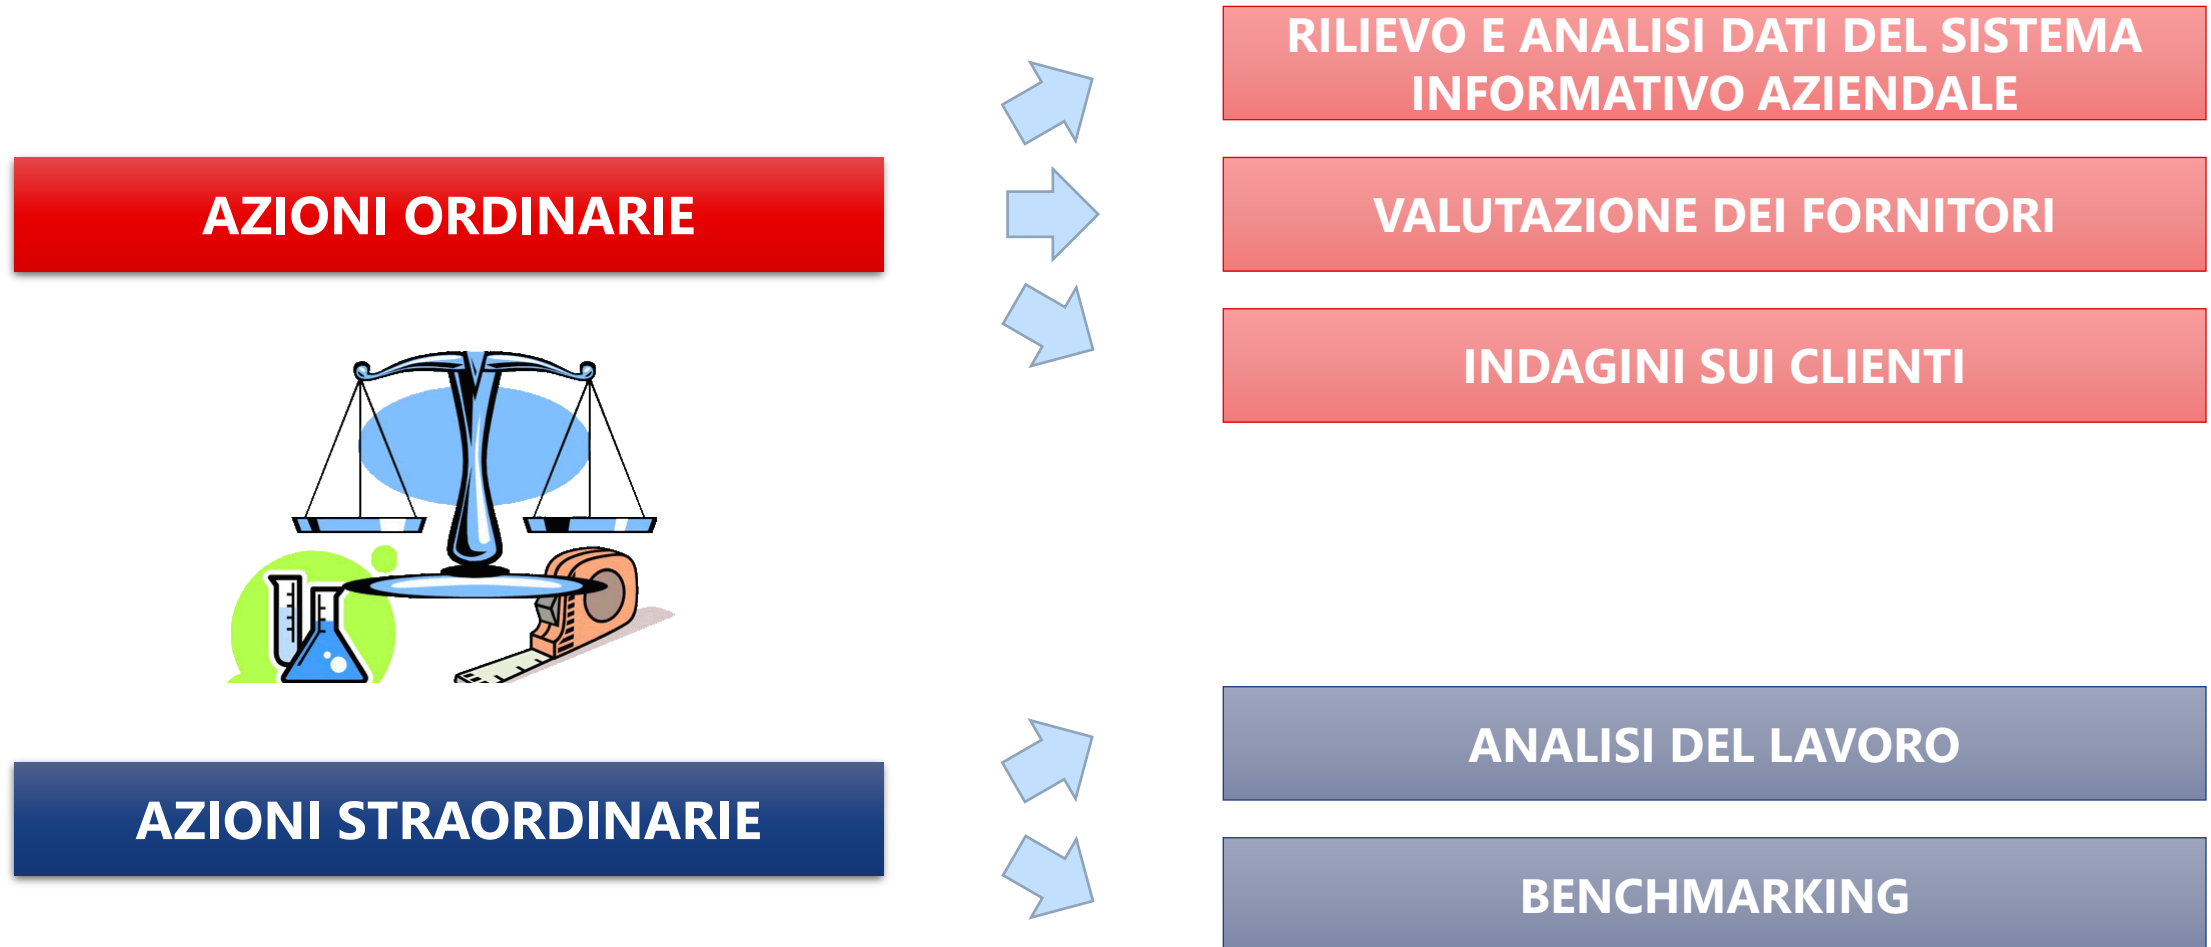 RILIEVO E ANALISI DATI DEL SISTEMA
INFORMATIVO AZIENDALE
AZIONI ORDINARIE
VALUTAZIONE DEI FORNITORI
INDAGINI SUI CLIENTI
ANALISI DEL LAVORO
AZIONI STRAORDINARIE
BENCHMARKING